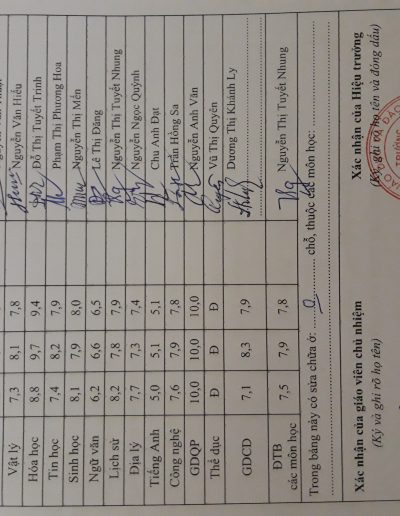 Vật lý 7,3 8,1 7,8 Nguyễn Văn Hiếu
Hóa học 8,8 9,7 9,4 Đỗ Thị Tuyết Trinh
Tin học 7,4 8,2 7,9 Phạm Thị Phương Hoa
Sinh học 8,1 7,9 8,0 Nguyễn Thị Mến
Ngữ văn 6,2 6,6 6,5 Lê Thị Đăng
Lịch sử 8,2 7,8 7,9 Nguyễn Thị Tuyết Nhung
Địa lý 7,7 7,3 7,4 Nguyễn Ngọc Quỳnh
Tiếng Anh 5,0 5,1 5,1 Chu Anh Đạt
Công nghệ 7,6 7,9 7,8 Trần Hồng Sa
GDQP 10,0 10,0 10,0 Nguyễn Anh Văn
Thể dục Đ Đ Đ Vũ Thị Quyên
GDCD 7,1 8,3 7,9 Dương Thị Khánh Ly
ĐTB
các môn học 7,5 7,9 7,8 Nguyễn Thị Tuyết Nhung
Trong bảng này có sửa chữa ở: 0 chỗ, thuộc các môn học:
Xác nhận của giáo viên chủ nhiệm
(Ký và ghi rõ họ tên)
Xác nhận của Hiệu trưởng
(Ký, ghi rõ họ tên và đóng dấu)